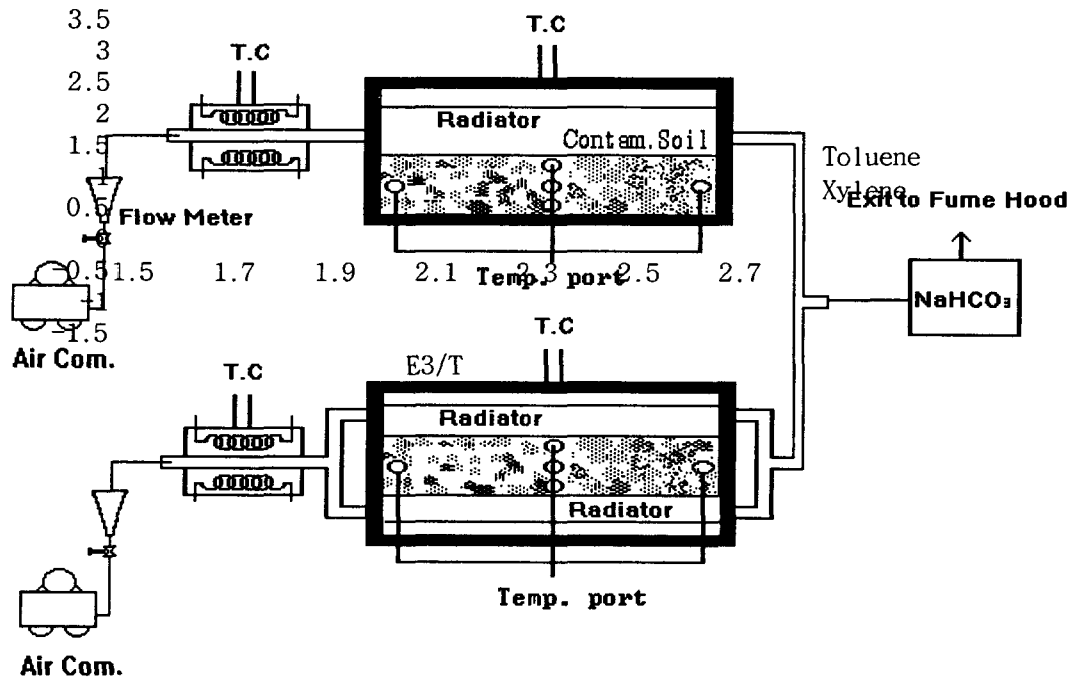 3.5
3
2.5
2
1.5
1
0.5
-0.5
-1
-1.5
1.5 1.7 1.9 2.1 2.3 2.5 2.7
T.C
T.C
Radiator
Contam.Soil
Toluene
Xylene
Exit to Fume Hood
Flow Meter
Temp. port
NaHCO₃
Air Com.
T.C
T.C
E3/T
Radiator
Radiator
Temp. port
Air Com.